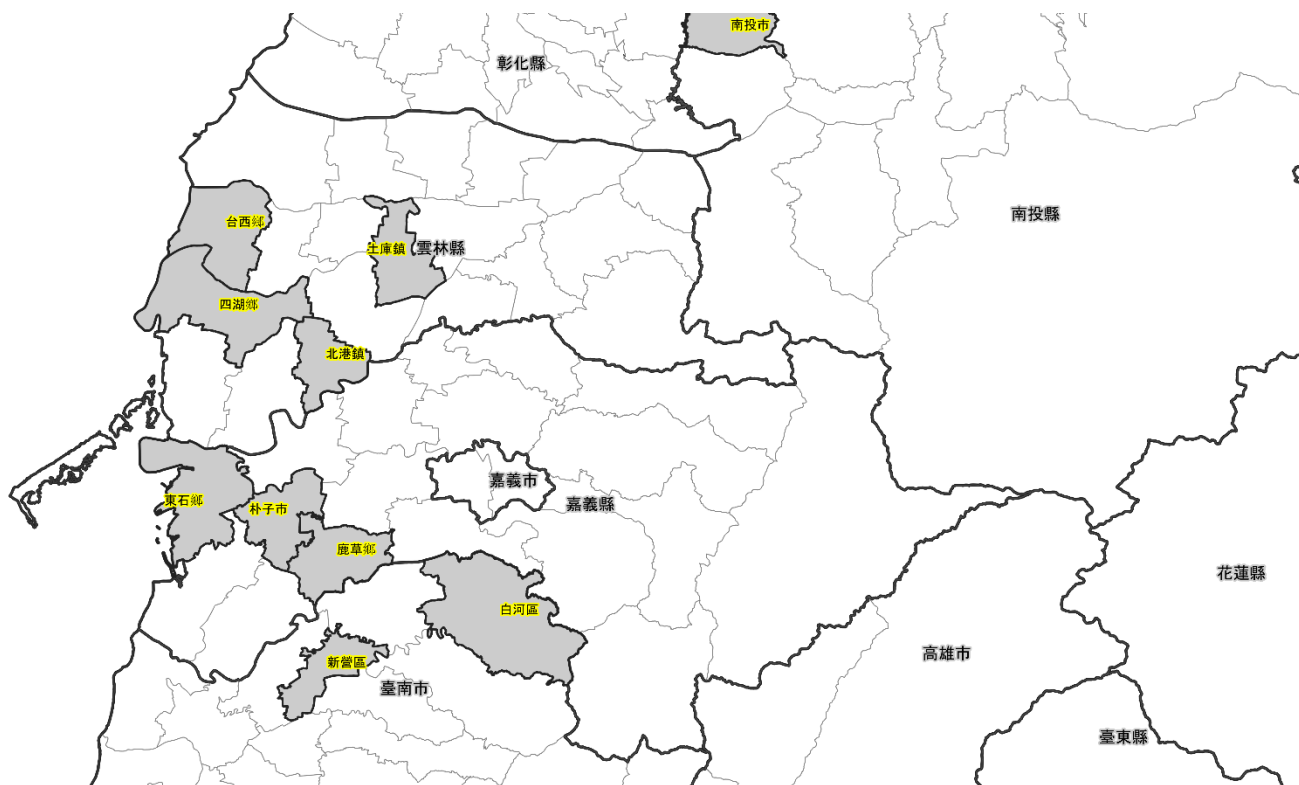 南投市
彰化縣
南投縣
台西鄉
土庫鎮
雲林縣
四湖鄉
北港鎮
嘉義市
東石鄉
朴子市
嘉義縣
鹿草鄉
花蓮縣
白河區
新營區
高雄市
臺南市
臺東縣